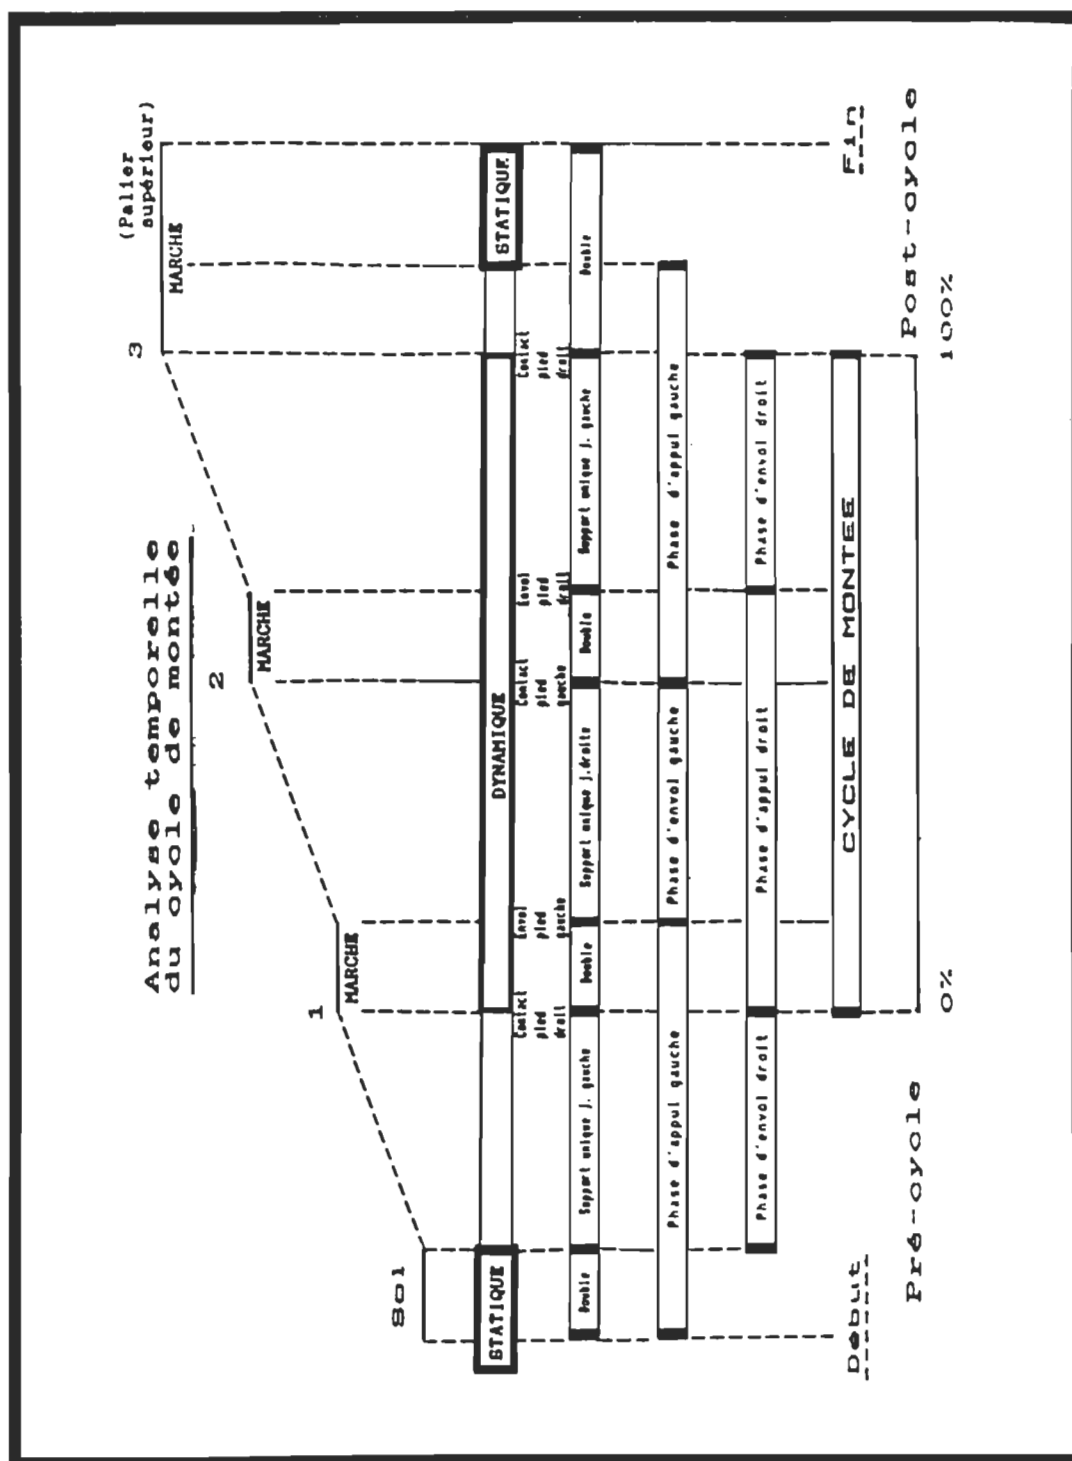 Analyse temporelle
du cycle de montée
(Palier
supérieur)
3
MARCHE
2
MARCHE
1
MARCHE
Sol
STATIQUE
DYNAMIQUE
STATIQUE
Contact
pied
droit
Envol
pied
gauche
Contact
pied
gauche
Envol
pied
droit
Contact
pied
droit
Double
Support unique j. gauche
Double
Support unique j.droite
Double
Support unique j. gauche
Double
Phase d'appui gauche
Phase d'envol gauche
Phase d'appui gauche
Phase d'envol droit
Phase d'appui droit
Phase d'envol droit
CYCLE DE MONTEE
Début
Fin
Pré-cycle
Post-cycle
0%
100%